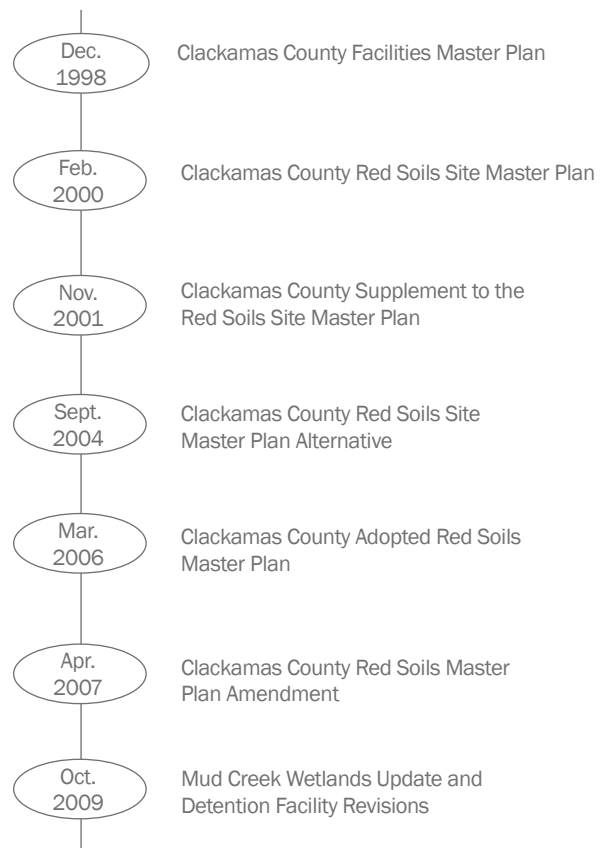 Dec.
1998
Clackamas County Facilities Master Plan
Feb.
2000
Clackamas County Red Soils Site Master Plan
Nov.
2001
Clackamas County Supplement to the
Red Soils Site Master Plan
Sept.
2004
Clackamas County Red Soils Site
Master Plan Alternative
Mar.
2006
Clackamas County Adopted Red Soils
Master Plan
Apr.
2007
Clackamas County Red Soils Master
Plan Amendment
Oct.
2009
Mud Creek Wetlands Update and
Detention Facility Revisions